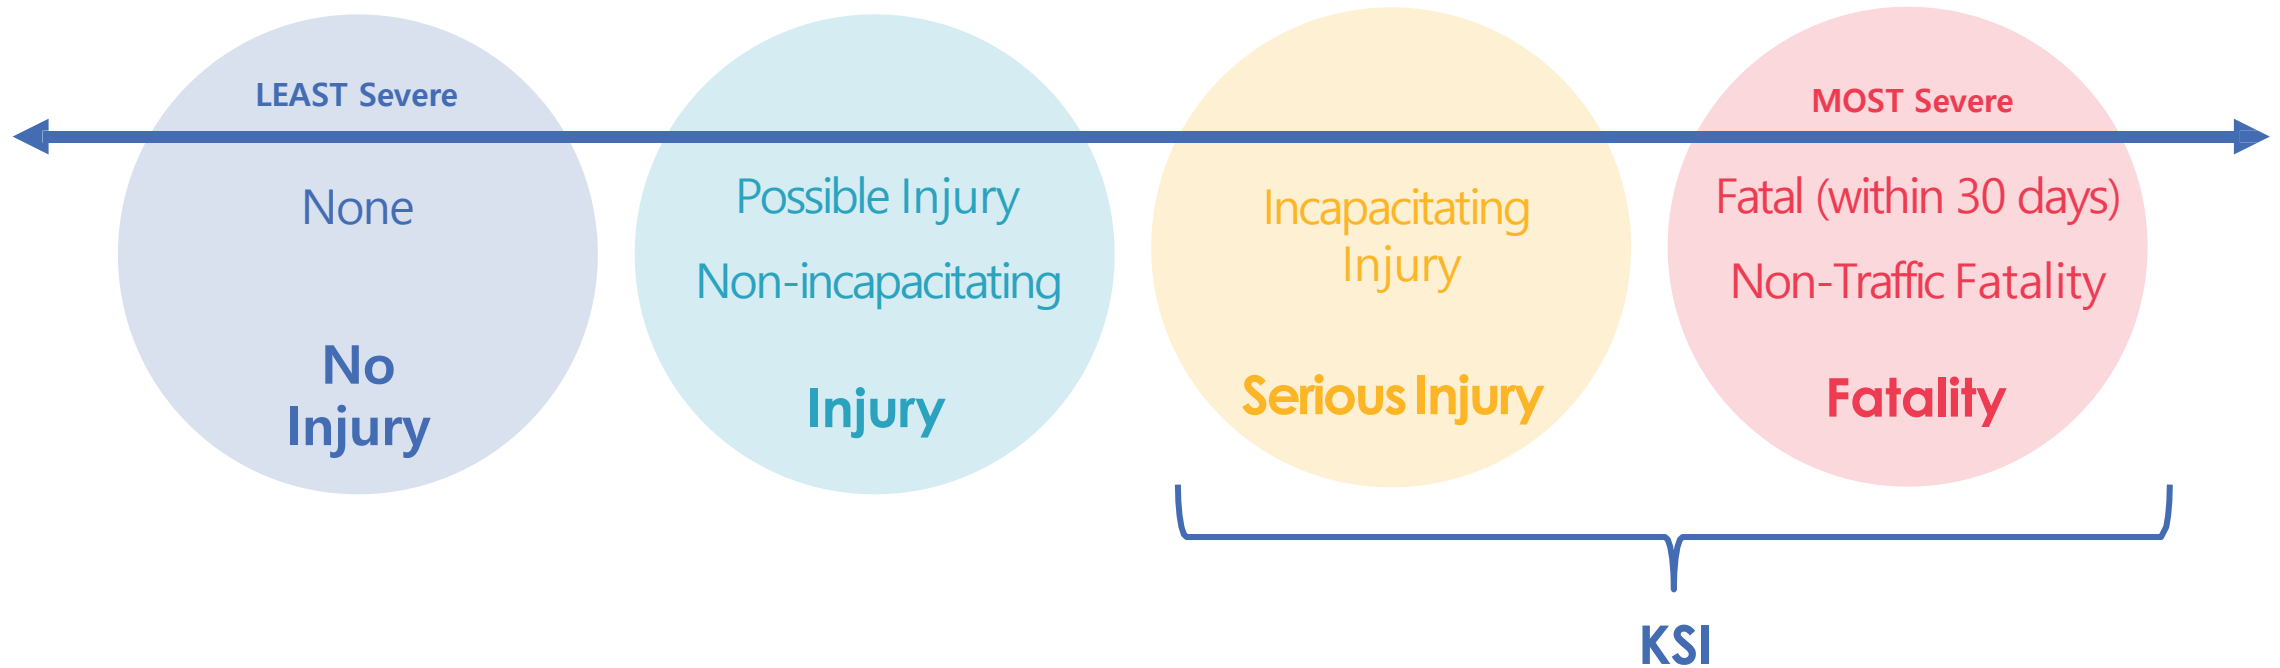 LEAST Severe
None
No
Injury
Possible Injury
Non-incapacitating
Injury
Incapacitating
Injury
Serious Injury
MOST Severe
Fatal (within 30 days)
Non-Traffic Fatality
Fatality
KSI